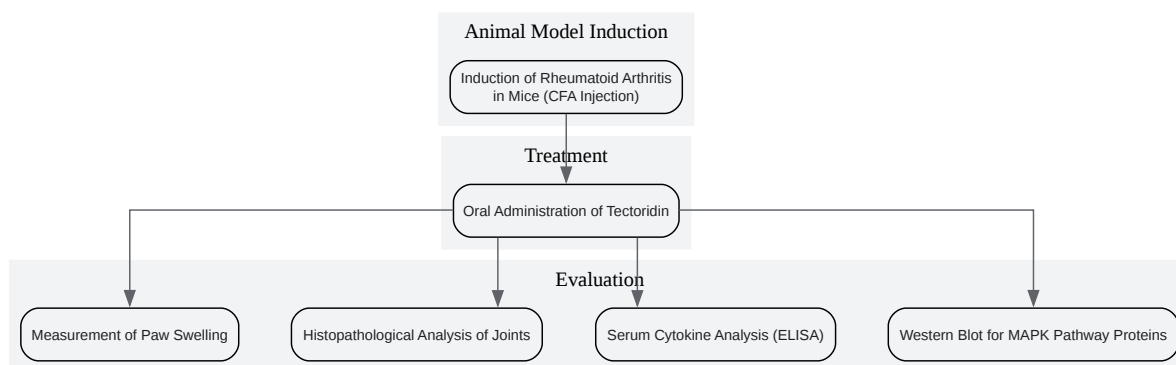 Animal Model Induction
Induction of Rheumatoid Arthritis
in Mice (CFA Injection)
Treatment
Oral Administration of Tectoridin
Evaluation
Measurement of Paw Swelling
Histopathological Analysis of Joints
Serum Cytokine Analysis (ELISA)
Western Blot for MAPK Pathway Proteins